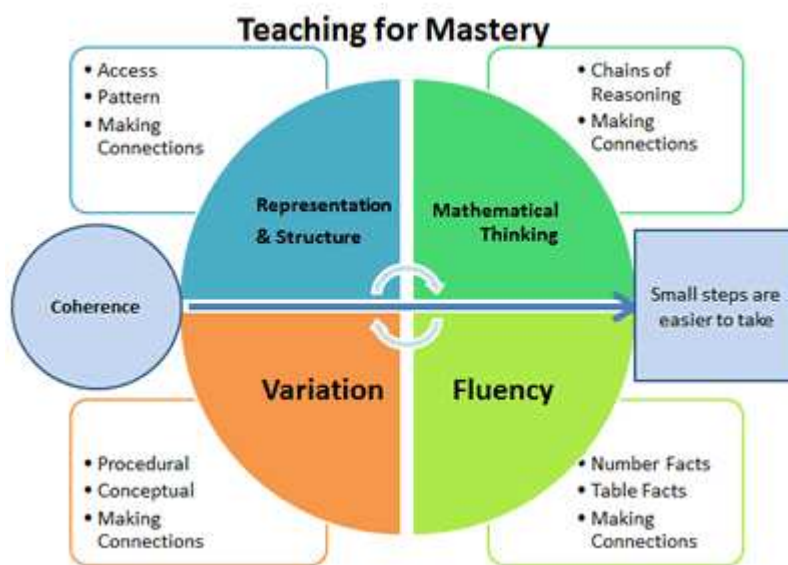 Teaching for Mastery
• Access
• Pattern
• Making
Connections
• Chains of
Reasoning
• Making
Connections
Representation
& Structure
Mathematical
Thinking
Coherence
Small steps are
easier to take
Variation
Fluency
• Procedural
• Conceptual
• Making
Connections
• Number Facts
• Table Facts
• Making
Connections